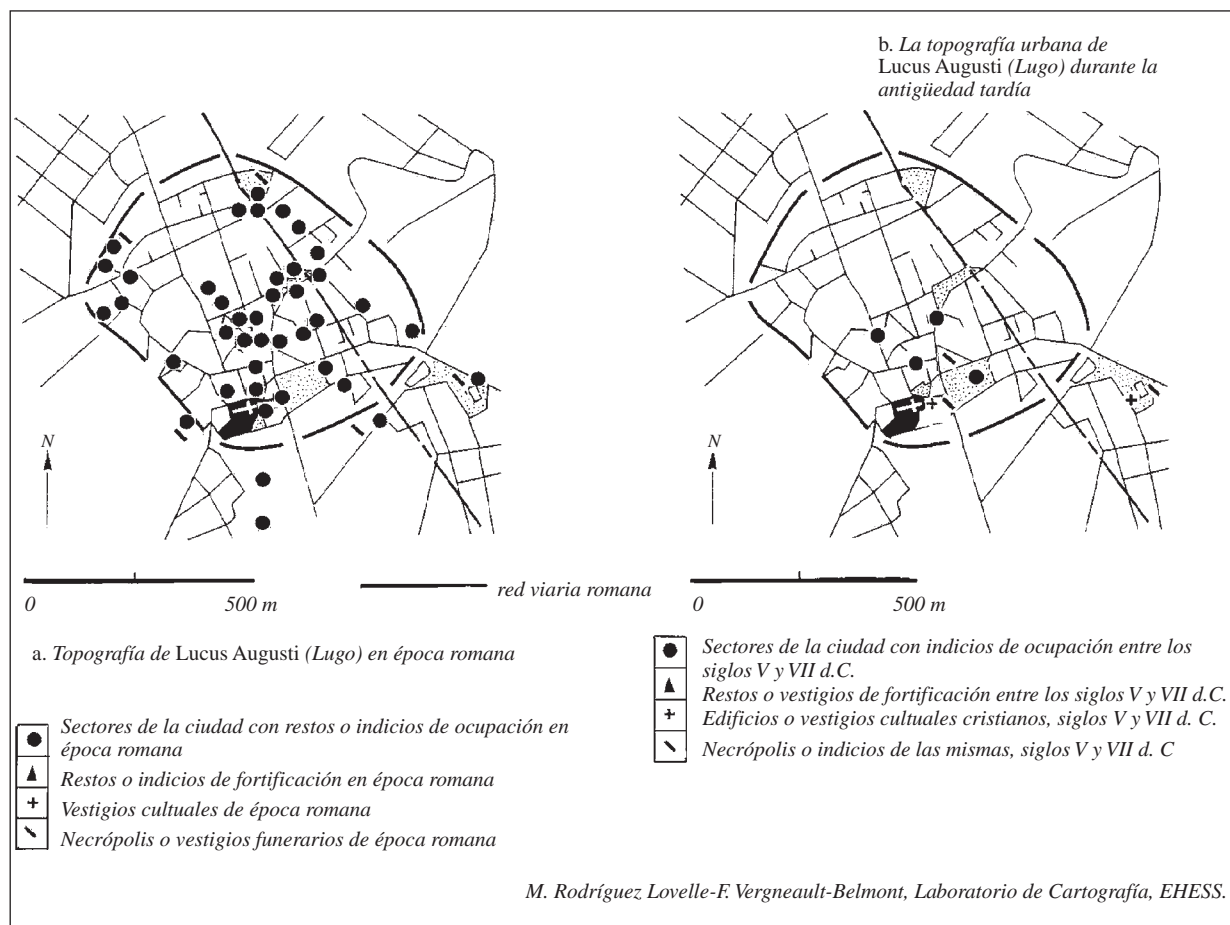 b. La topografía urbana de
Lucus Augusti (Lugo) durante la
antigüedad tardía
N
0 500 m
red viaria romana
a. Topografía de Lucus Augusti (Lugo) en época romana
Sectores de la ciudad con restos o indicios de ocupación en
época romana
Restos o indicios de fortificación en época romana
Vestigios cultuales de época romana
Necrópolis o vestigios funerarios de época romana
N
0 500 m
Sectores de la ciudad con indicios de ocupación entre los
siglos V y VII d.C.
Restos o vestigios de fortificación entre los siglos V y VII d.C.
Edificios o vestigios cultuales cristianos, siglos V y VII d. C.
Necrópolis o indicios de las mismas, siglos V y VII d. C
M. Rodríguez Lovelle-F. Vergneault-Belmont, Laboratorio de Cartografía, EHESS.